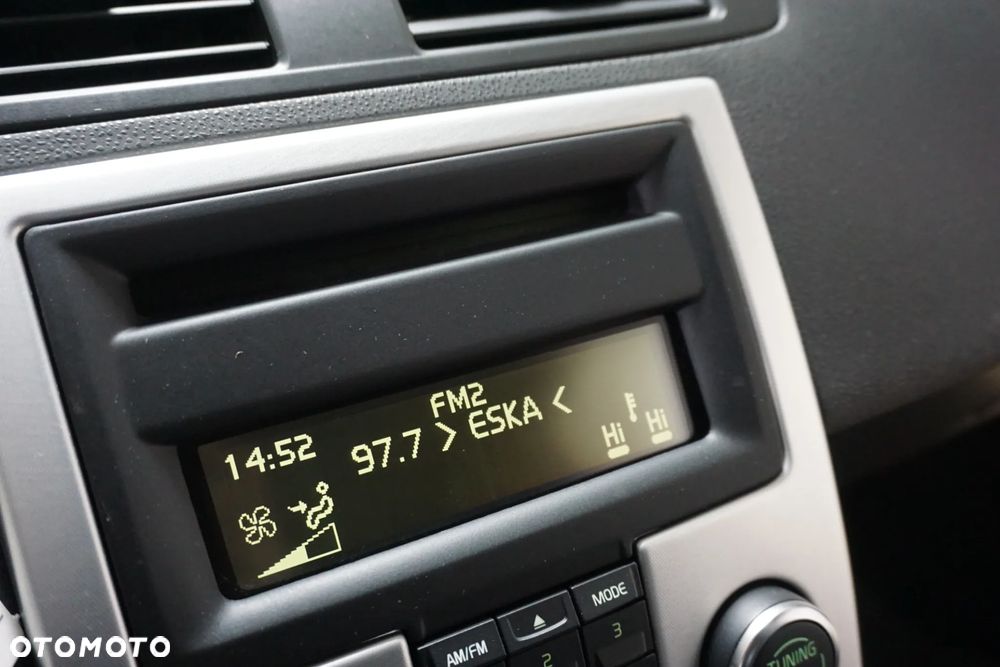 FM2
14:52 97.7 > ESKA <
Hi Hi
MODE
AM/FM
2
3
TUNING
OTOMOTO